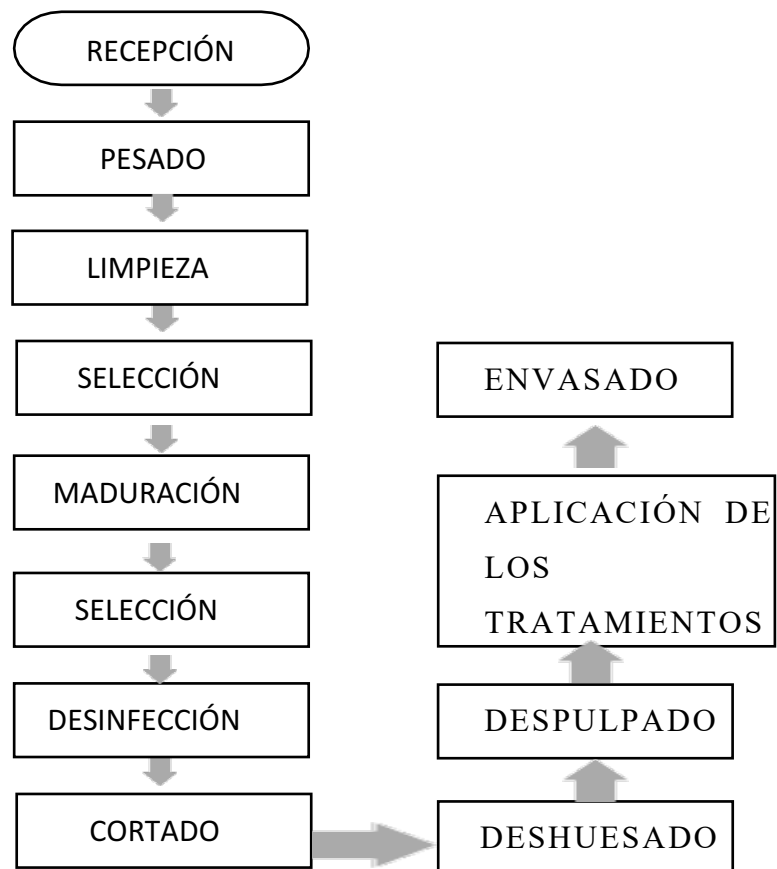 RECEPCIÓN
PESADO
LIMPIEZA
SELECCIÓN
MADURACIÓN
SELECCIÓN
DESINFECCIÓN
CORTADO
DESHUESADO
DESPULPADO
APLICACIÓN DE
LOS
TRATAMIENTOS
ENVASADO